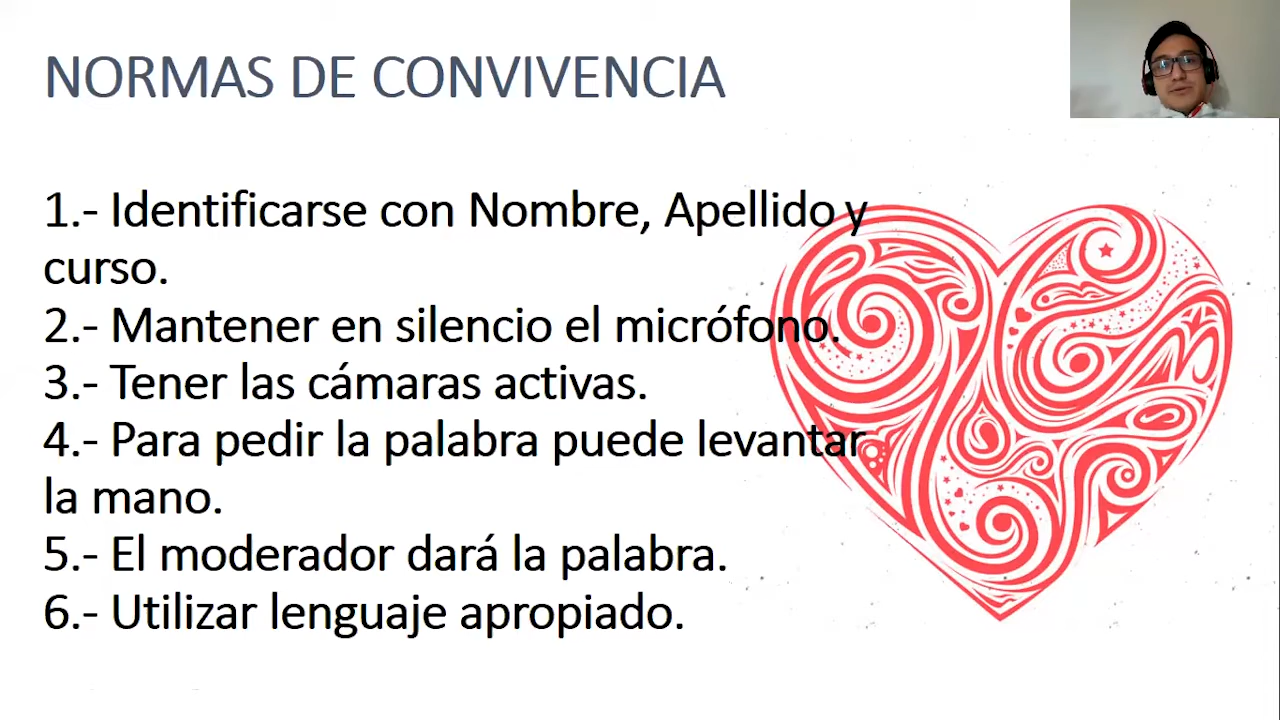 NORMAS DE CONVIVENCIA
1.- Identificarse con Nombre, Apellido y
curso.
2.- Mantener en silencio el micrófono.
3.- Tener las cámaras activas.
4.- Para pedir la palabra puede levantar
la mano.
5.- El moderador dará la palabra.
6.- Utilizar lenguaje apropiado.